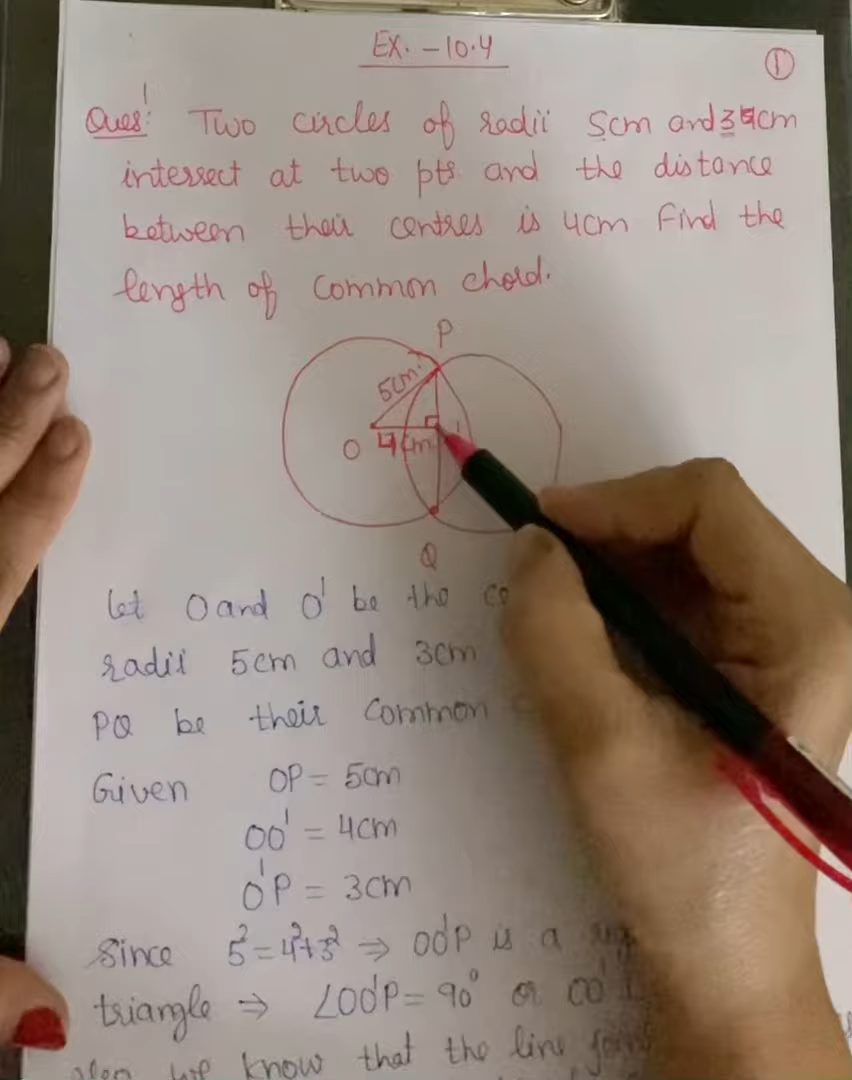 EX. - 10.4
1
Ques! 1 Two circles of radii 5cm and 3cm
intersect at two pts and the distance
between their centres is 4cm Find the
length of common chord.
P
5cm
O 4cm
Q
Let O and O' be the
radii 5cm and 3cm
PQ be their common
Given OP = 5cm
OO' = 4cm
O'P = 3cm
Since 5² = 4² + 3² ⇒ OO'P is a
triangle ⇒ ∠OO'P = 90° or OO'
also we know that the line